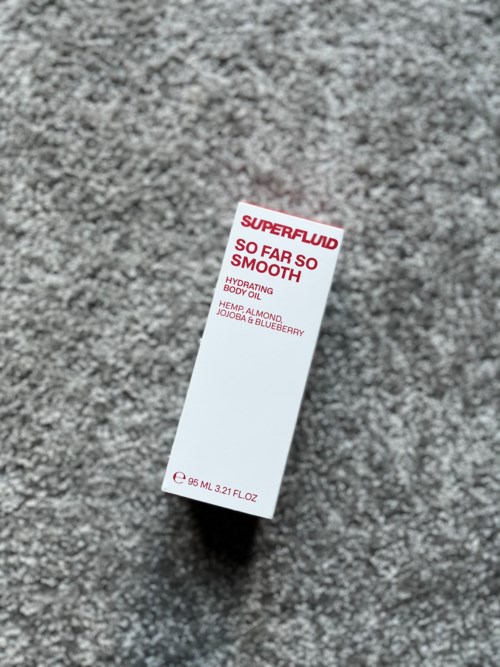 SUPERFLUID
SO FAR SO
SMOOTH
HYDRATING
BODY OIL
HEMP, ALMOND,
JOJOBA & BLUEBERRY
℮ 95 ML 3.21 FL.OZ